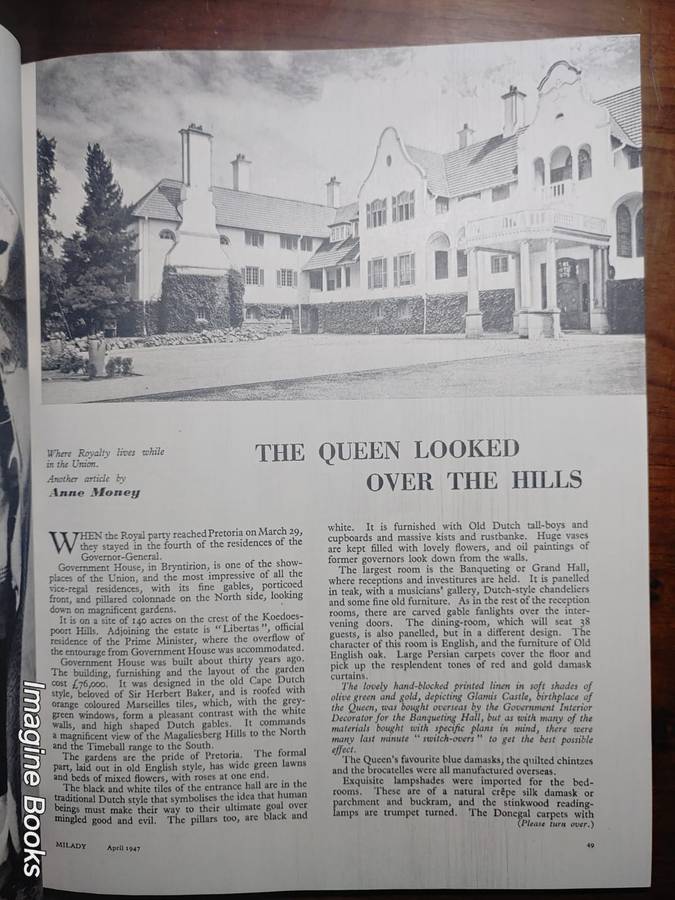 Where Royalty lives while
in the Union.
Another article by
Anne Money
THE QUEEN LOOKED
OVER THE HILLS
WHEN the Royal party reached Pretoria on March 29,
they stayed in the fourth of the residences of the
Governor-General.
Government House, in Bryntirion, is one of the show-
places of the Union, and the most impressive of all the
vice-regal residences, with its fine gables, porticoed
front, and pillared colonnade on the North side, looking
down on magnificent gardens.
It is on a site of 140 acres on the crest of the Koedoes-
poort Hills. Adjoining the estate is "Libertas", official
residence of the Prime Minister, where the overflow of
the entourage from Government House was accommodated.
Government House was built about thirty years ago.
The building, furnishing and the layout of the garden
cost £76,000. It was designed in the old Cape Dutch
style, beloved of Sir Herbert Baker, and is roofed with
orange coloured Marseilles tiles, which, with the grey-
green windows, form a pleasant contrast with the white
walls, and high shaped Dutch gables. It commands
a magnificent view of the Magaliesberg Hills to the North
and the Timeball range to the South.
The gardens are the pride of Pretoria. The formal
part, laid out in old English style, has wide green lawns
and beds of mixed flowers, with roses at one end.
The black and white tiles of the entrance hall are in the
traditional Dutch style that symbolises the idea that human
beings must make their way to their ultimate goal over
mingled good and evil. The pillars too, are black and
white. It is furnished with Old Dutch tall-boys and
cupboards and massive kists and rustbanke. Huge vases
are kept filled with lovely flowers, and oil paintings of
former governors look down from the walls.
The largest room is the Banqueting or Grand Hall,
where receptions and investitures are held. It is panelled
in teak, with a musicians' gallery, Dutch-style chandeliers
and some fine old furniture. As in the rest of the reception
rooms, there are carved gable fanlights over the inter-
vening doors. The dining-room, which will seat 38
guests, is also panelled, but in a different design. The
character of this room is English, and the furniture of Old
English oak. Large Persian carpets cover the floor and
pick up the resplendent tones of red and gold damask
curtains.
The lovely hand-blocked printed linen in soft shades of
olive green and gold, depicting Glamis Castle, birthplace of
the Queen, was bought overseas by the Government Interior
Decorator for the Banqueting Hall, but as with many of the
materials bought with specific plans in mind, there were
many last minute "switch-overs" to get the best possible
effect.
The Queen's favourite blue damasks, the quilted chintzes
and the brocatelles were all manufactured overseas.
Exquisite lampshades were imported for the bed-
rooms. These are of a natural crêpe silk damask or
parchment and buckram, and the stinkwood reading-
lamps are trumpet turned. The Donegal carpets with
(Please turn over.)
MILADY April 1947
49
Imagine Books